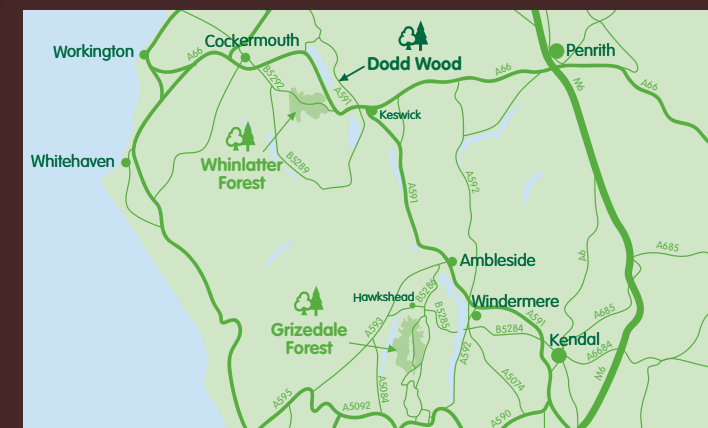 Workington
A66
Cockermouth
Dodd Wood
Penrith
B5292
A591
A66
M6
A66
Keswick
Whitehaven
Whinlatter
Forest
B5289
A591
A592
A6
A685
Ambleside
Hawkshead
B5286
Windermere
A593
B5285
A591
A685
Grizedale
Forest
B5284
Kendal
A592
A6684
A5084
A5074
M6
A595
A5092
A590